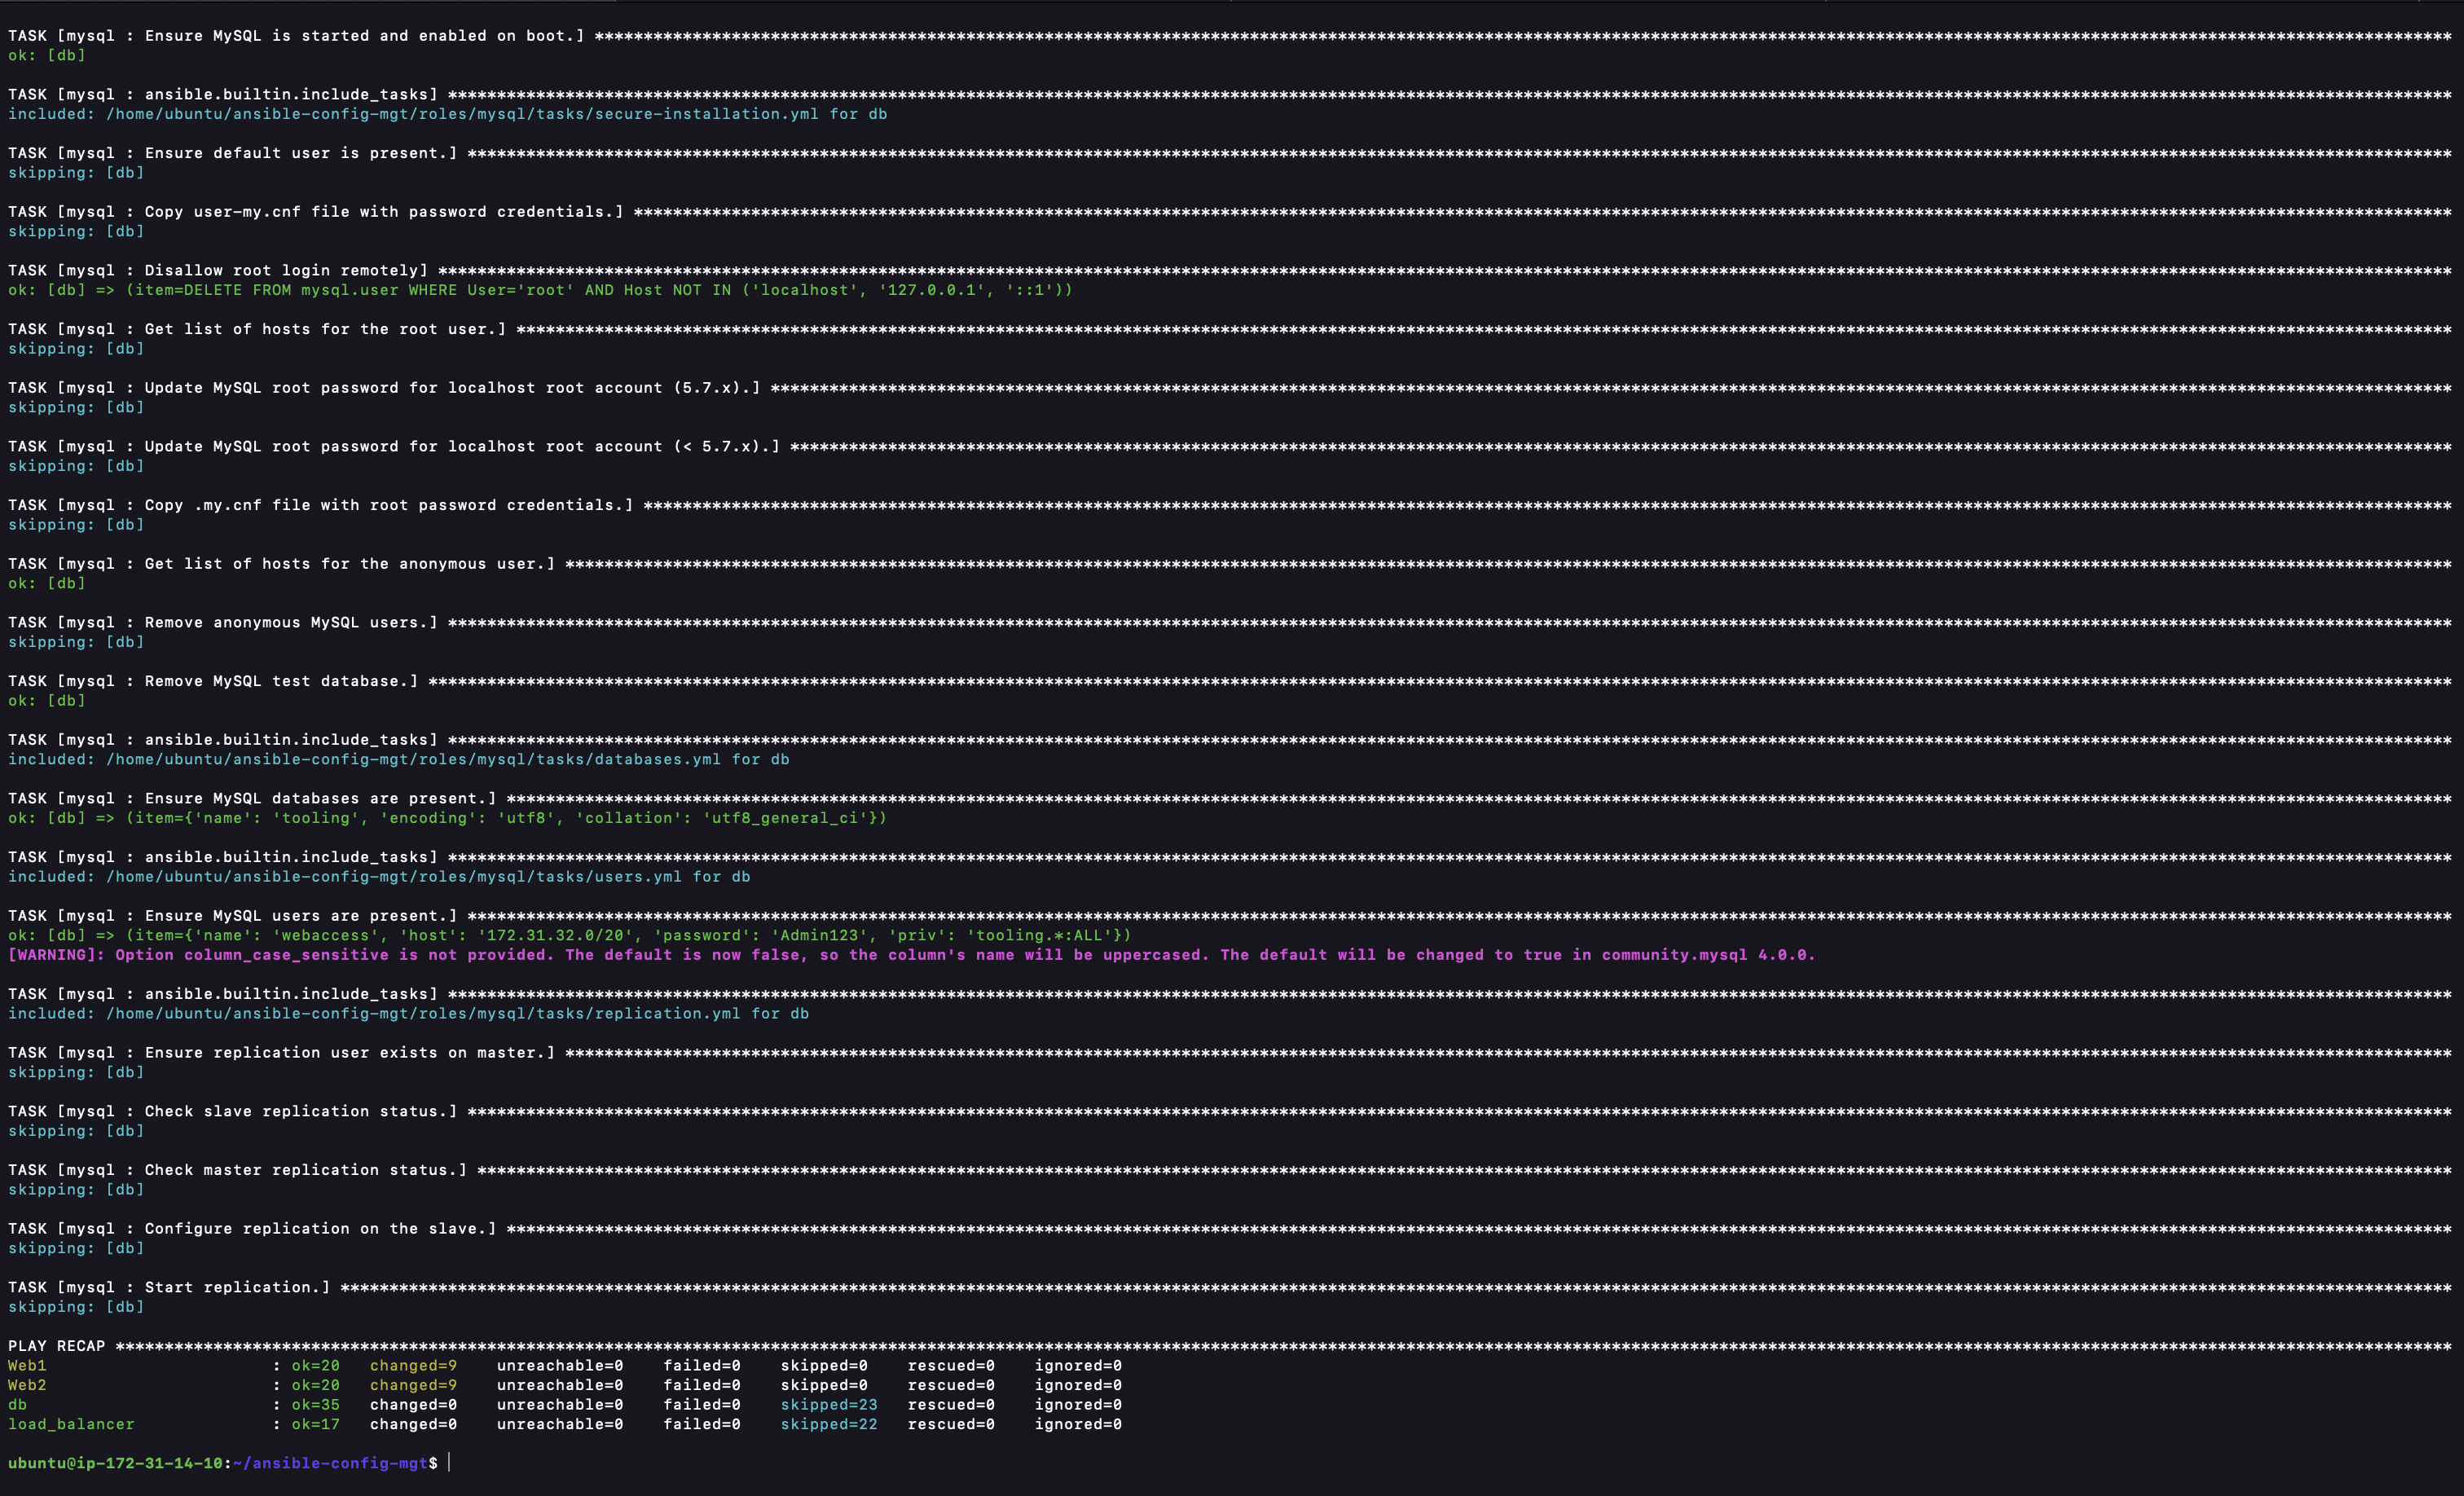 TASK [mysql : Ensure MySQL is started and enabled on boot.] ****************************************************************************************************************************************************************************************
ok: [db]
TASK [mysql : ansible.builtin.include_tasks] ****************************************************************************************************************************************************************************************
included: /home/ubuntu/ansible-config-mgt/roles/mysql/tasks/secure-installation.yml for db
TASK [mysql : Ensure default user is present.] ****************************************************************************************************************************************************************************************
skipping: [db]
TASK [mysql : Copy user-my.cnf file with password credentials.] ****************************************************************************************************************************************************************************************
skipping: [db]
TASK [mysql : Disallow root login remotely] ****************************************************************************************************************************************************************************************
ok: [db] => (item=DELETE FROM mysql.user WHERE User='root' AND Host NOT IN ('localhost', '127.0.0.1', '::1'))
TASK [mysql : Get list of hosts for the root user.] ****************************************************************************************************************************************************************************************
skipping: [db]
TASK [mysql : Update MySQL root password for localhost root account (5.7.x).] ****************************************************************************************************************************************************************************************
skipping: [db]
TASK [mysql : Update MySQL root password for localhost root account (< 5.7.x).] ****************************************************************************************************************************************************************************************
skipping: [db]
TASK [mysql : Copy .my.cnf file with root password credentials.] ****************************************************************************************************************************************************************************************
skipping: [db]
TASK [mysql : Get list of hosts for the anonymous user.] ****************************************************************************************************************************************************************************************
ok: [db]
TASK [mysql : Remove anonymous MySQL users.] ****************************************************************************************************************************************************************************************
skipping: [db]
TASK [mysql : Remove MySQL test database.] ****************************************************************************************************************************************************************************************
ok: [db]
TASK [mysql : ansible.builtin.include_tasks] ****************************************************************************************************************************************************************************************
included: /home/ubuntu/ansible-config-mgt/roles/mysql/tasks/databases.yml for db
TASK [mysql : Ensure MySQL databases are present.] ****************************************************************************************************************************************************************************************
ok: [db] => (item={'name': 'tooling', 'encoding': 'utf8', 'collation': 'utf8_general_ci'})
TASK [mysql : ansible.builtin.include_tasks] ****************************************************************************************************************************************************************************************
included: /home/ubuntu/ansible-config-mgt/roles/mysql/tasks/users.yml for db
TASK [mysql : Ensure MySQL users are present.] ****************************************************************************************************************************************************************************************
ok: [db] => (item={'name': 'webaccess', 'host': '172.31.32.0/20', 'password': 'Admin123', 'priv': 'tooling.*:ALL'})
[WARNING]: Option column_case_sensitive is not provided. The default is now false, so the column's name will be uppercased. The default will be changed to true in community.mysql 4.0.0.
TASK [mysql : ansible.builtin.include_tasks] ****************************************************************************************************************************************************************************************
included: /home/ubuntu/ansible-config-mgt/roles/mysql/tasks/replication.yml for db
TASK [mysql : Ensure replication user exists on master.] ****************************************************************************************************************************************************************************************
skipping: [db]
TASK [mysql : Check slave replication status.] ****************************************************************************************************************************************************************************************
skipping: [db]
TASK [mysql : Check master replication status.] ****************************************************************************************************************************************************************************************
skipping: [db]
TASK [mysql : Configure replication on the slave.] ****************************************************************************************************************************************************************************************
skipping: [db]
TASK [mysql : Start replication.] ****************************************************************************************************************************************************************************************
skipping: [db]
PLAY RECAP ****************************************************************************************************************************************************************************************
Web1 : ok=20 changed=9 unreachable=0 failed=0 skipped=0 rescued=0 ignored=0
Web2 : ok=20 changed=9 unreachable=0 failed=0 skipped=0 rescued=0 ignored=0
db : ok=35 changed=0 unreachable=0 failed=0 skipped=23 rescued=0 ignored=0
load_balancer : ok=17 changed=0 unreachable=0 failed=0 skipped=22 rescued=0 ignored=0
ubuntu@ip-172-31-14-10:~/ansible-config-mgt$